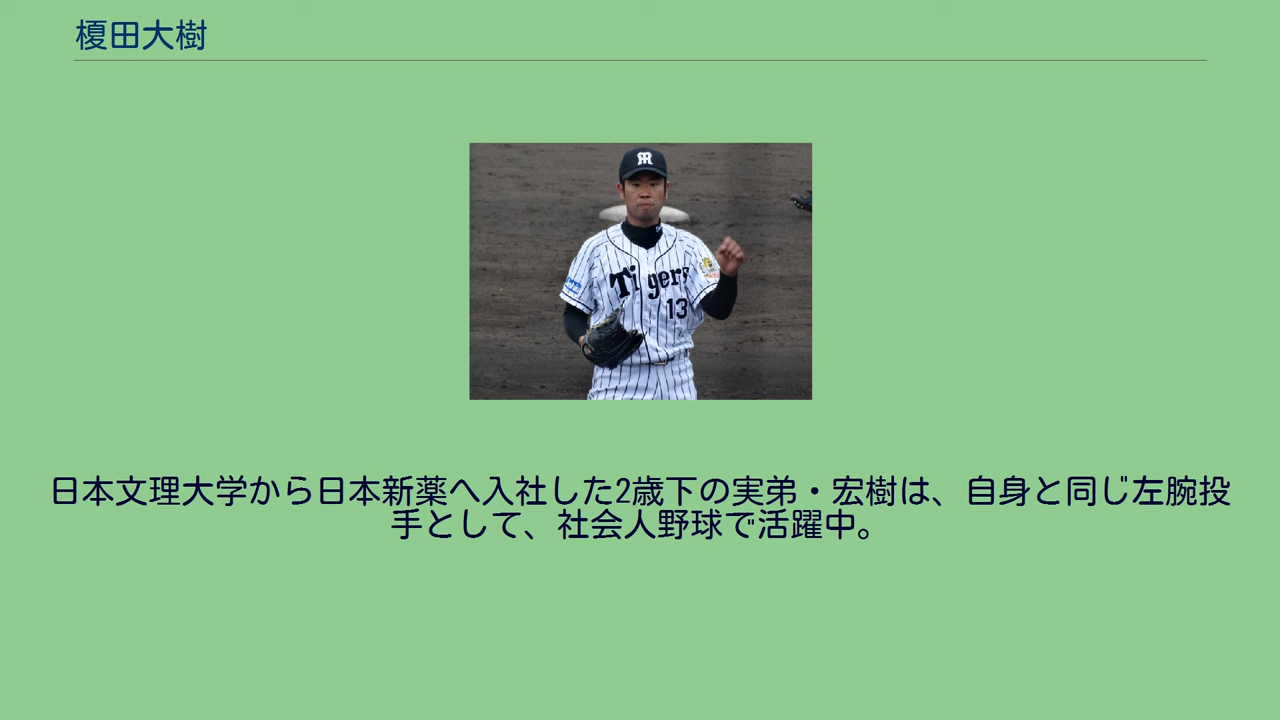 榎田大樹
Tigers
13
日本文理大学から日本新薬へ入社した2歳下の実弟・宏樹は、自身と同じ左腕投
手として、社会人野球で活躍中。